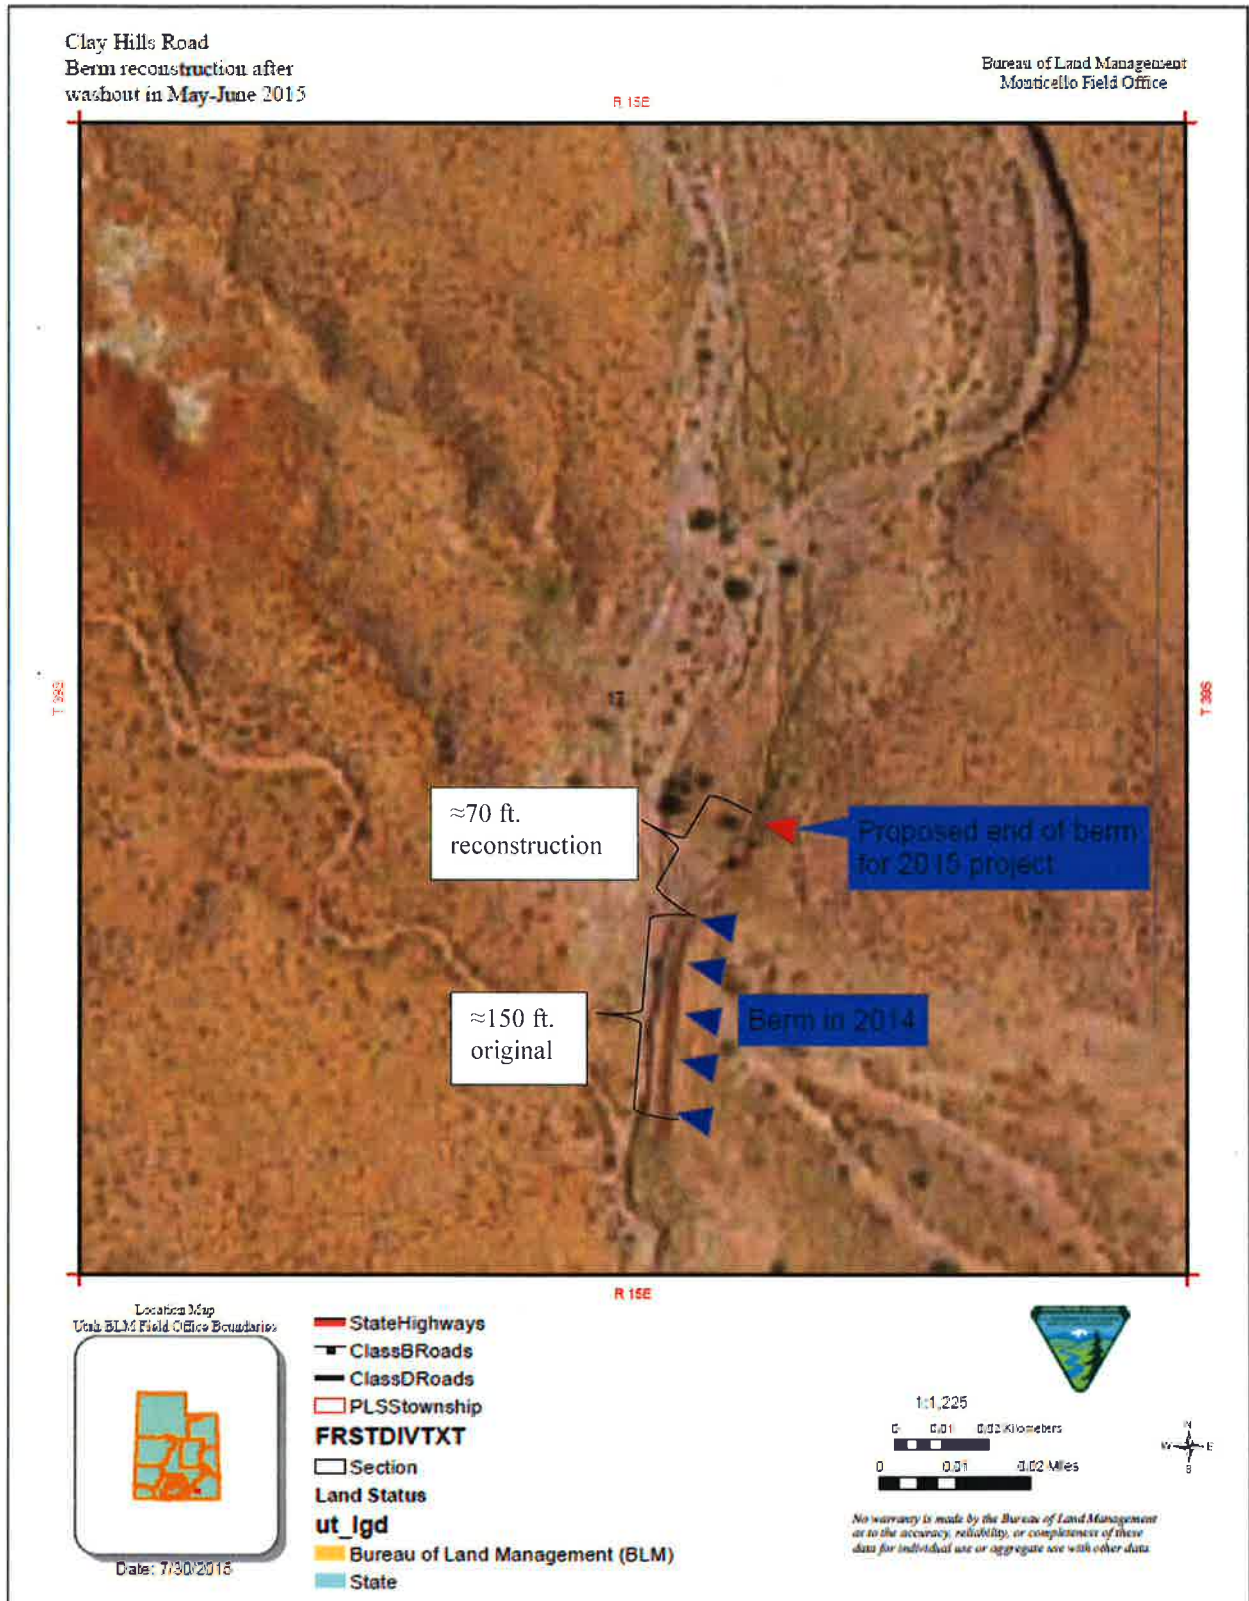 Clay Hills Road
Berm reconstruction after
washout in May-June 2015
Bureau of Land Management
Monticello Field Office
R 15E
T 39S
T 39S
12
≈70 ft.
reconstruction
Proposed end of berm
for 2015 project
≈150 ft.
original
Berm in 2014
R 15E
Location Map
Utah BLM Field Office Boundaries
Date: 7/30/2015
StateHighways
ClassBRoads
ClassDRoads
PLSStownship
FRSTDIVTXT
Section
Land Status
ut_lgd
Bureau of Land Management (BLM)
State
1:1,225
0 0.01 0.02 Kilometers
0 0.01 0.02 Miles
N
W E
S
No warranty is made by the Bureau of Land Management
as to the accuracy, reliability, or completeness of these
data for individual use or aggregate use with other data.